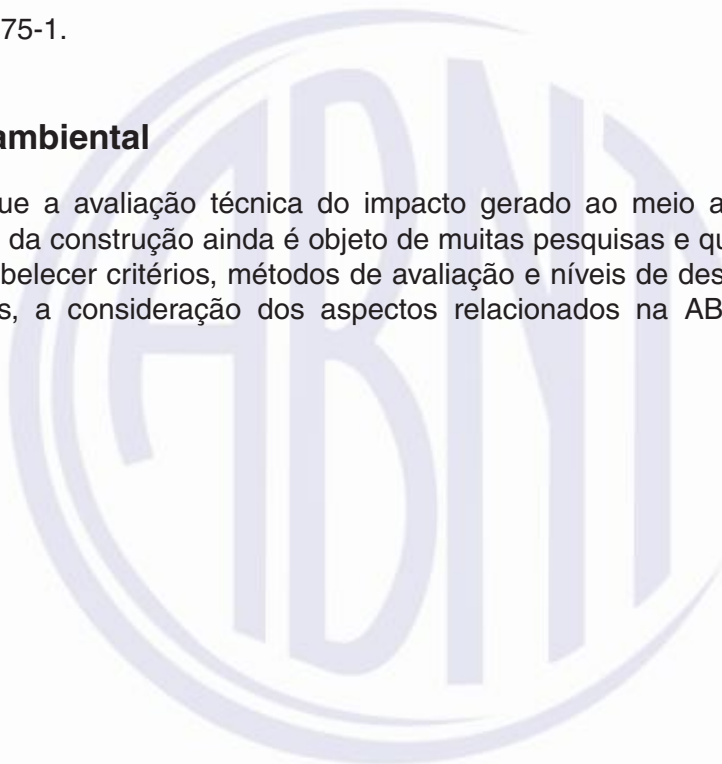 75-1.
ambiental
ue a avaliação técnica do impacto gerado ao meio a
da construção ainda é objeto de muitas pesquisas e qu
belecer critérios, métodos de avaliação e níveis de des
s, a consideração dos aspectos relacionados na AB
ABNT